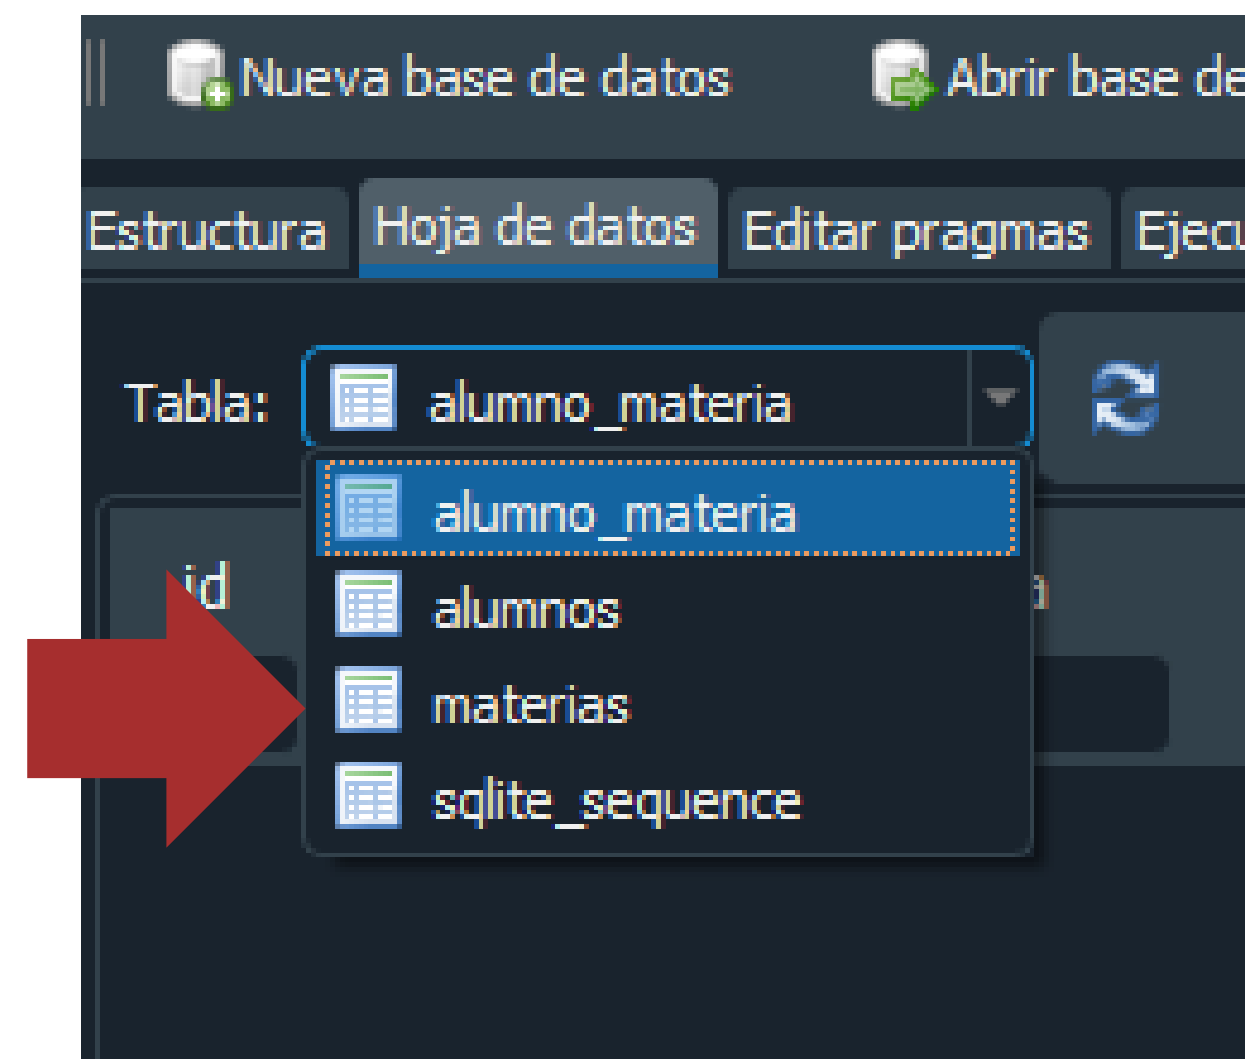 Nueva base de datos Abrir base de
Estructura Hoja de datos Editar pragmas Ejecu
Tabla: alumno_materia
alumno_materia
id a
alumnos
materias
sqlite_sequence